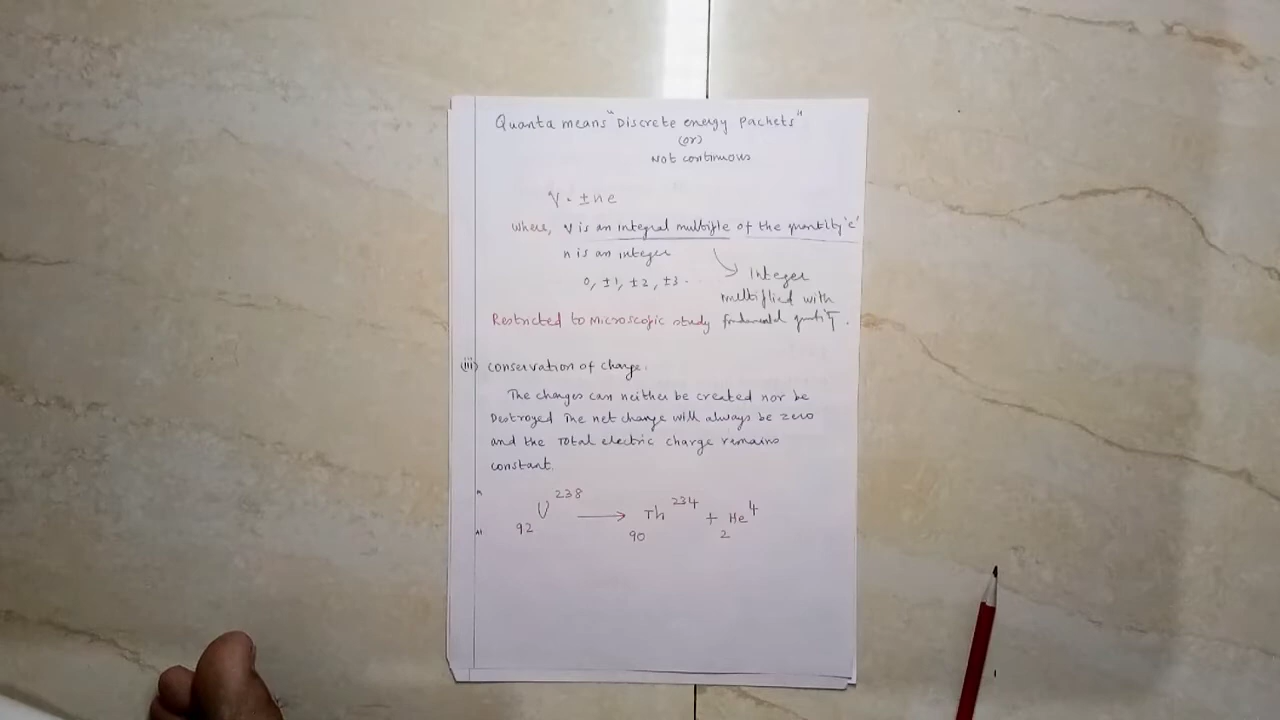 Quanta means "Discrete energy packets"
(or)
Not continuous
where, V is an integral multiple of the quantity 'e'
n is an integer
0, ±1, ±2, ±3.
Integer
multiplied with
fundamental quantity.
Restricted to Microscopic study
(iii) conservation of charge.
The charges can neither be created nor be
Destroyed The net charge will always be zero
and the Total electric charge remains
constant.
92 U 238 → 90 Th 234 + 2 He 4